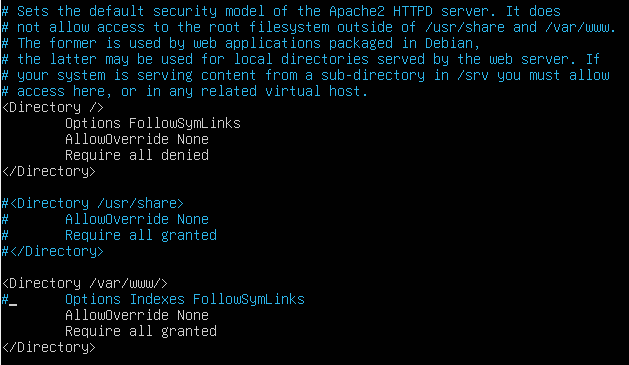 # Sets the default security model of the Apache2 HTTPD server. It does
# not allow access to the root filesystem outside of /usr/share and /var/www.
# The former is used by web applications packaged in Debian,
# the latter may be used for local directories served by the web server. If
# your system is serving content from a sub-directory in /srv you must allow
# access here, or in any related virtual host.
<Directory />
        Options FollowSymLinks
        AllowOverride None
        Require all denied
</Directory>

#<Directory /usr/share>
#       AllowOverride None
#       Require all granted
#</Directory>

<Directory /var/www/>
#       Options Indexes FollowSymLinks
        AllowOverride None
        Require all granted
</Directory>